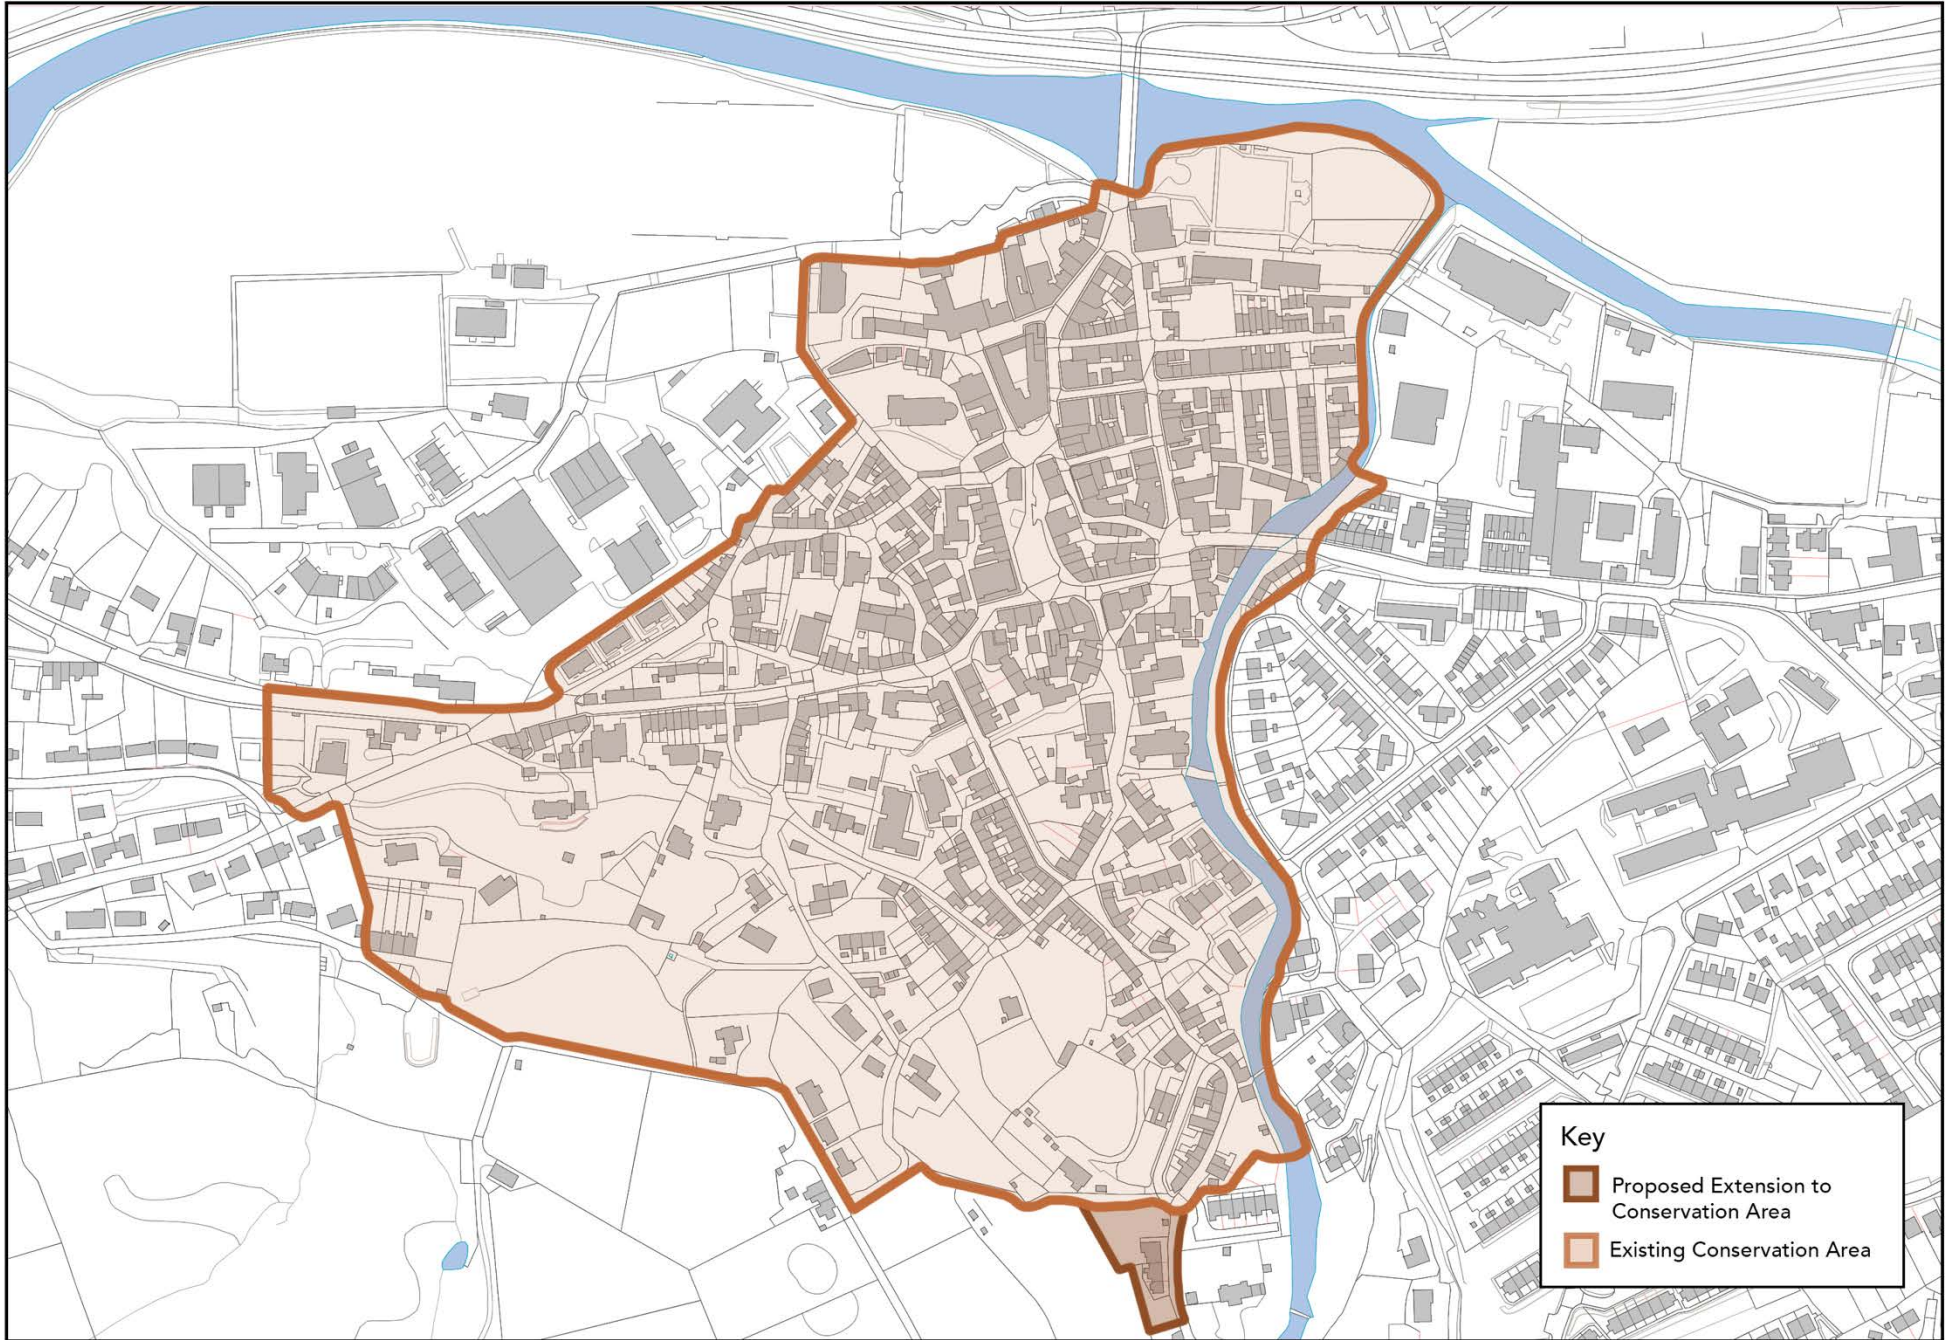 Key
Proposed Extension to
Conservation Area
Existing Conservation Area